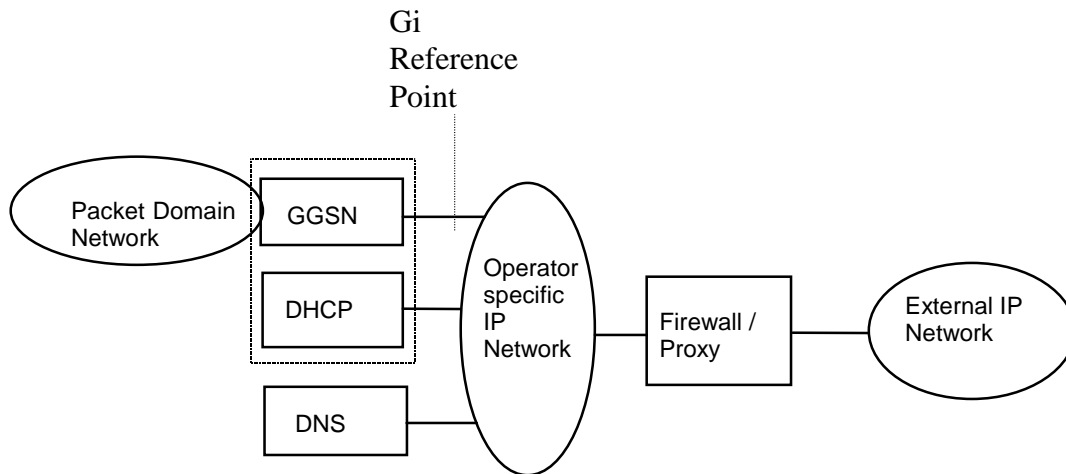 Gi
Reference
Point
Packet Domain
Network
GGSN
DHCP
DNS
Operator
specific
IP
Network
Firewall /
Proxy
External IP
Network